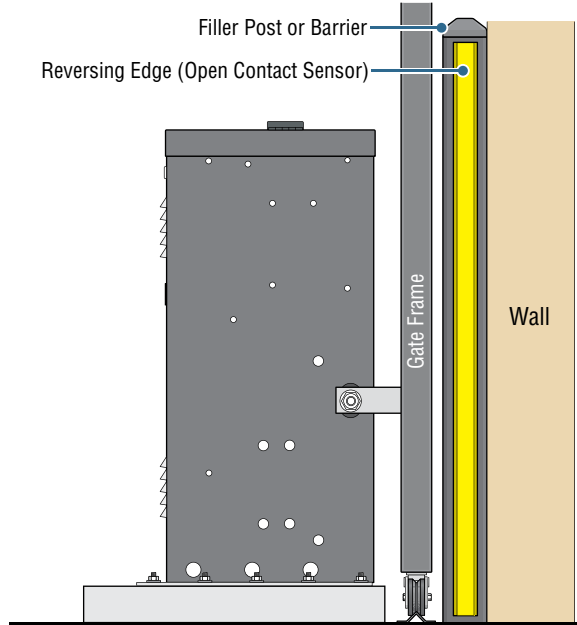 Filler Post or Barrier
Reversing Edge (Open Contact Sensor)
Gate Frame
Wall